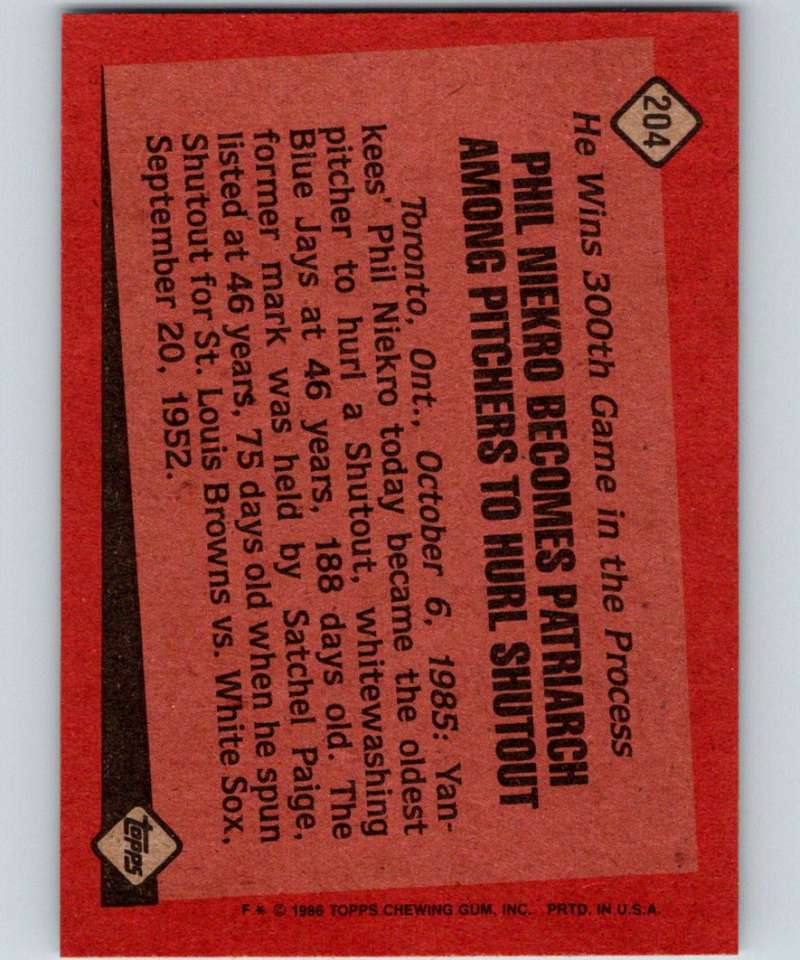 204
He Wins 300th Game in the Process
PHIL NIEKRO BECOMES PATRIARCH
AMONG PITCHERS TO HURL SHUTOUT
Toronto, Ont., October 6, 1985: Yan-
kees' Phil Niekro today became the oldest
pitcher to hurl a Shutout, whitewashing
Blue Jays at 46 years, 188 days old. The
former mark was held by Satchel Paige,
listed at 46 years, 75 days old when he spun
Shutout for St. Louis Browns vs. White Sox,
September 20, 1952.
topps
F * © 1986 TOPPS CHEWING GUM, INC. PRTD. IN U.S.A.